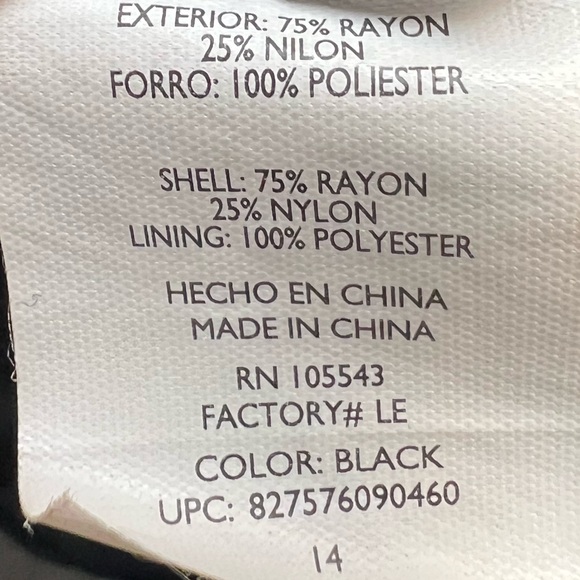 EXTERIOR: 75% RAYON
25% NILON
FORRO: 100% POLIESTER
SHELL: 75% RAYON
25% NYLON
LINING: 100% POLYESTER
HECHO EN CHINA
MADE IN CHINA
RN 105543
FACTORY# LE
COLOR: BLACK
UPC: 827576090460
14